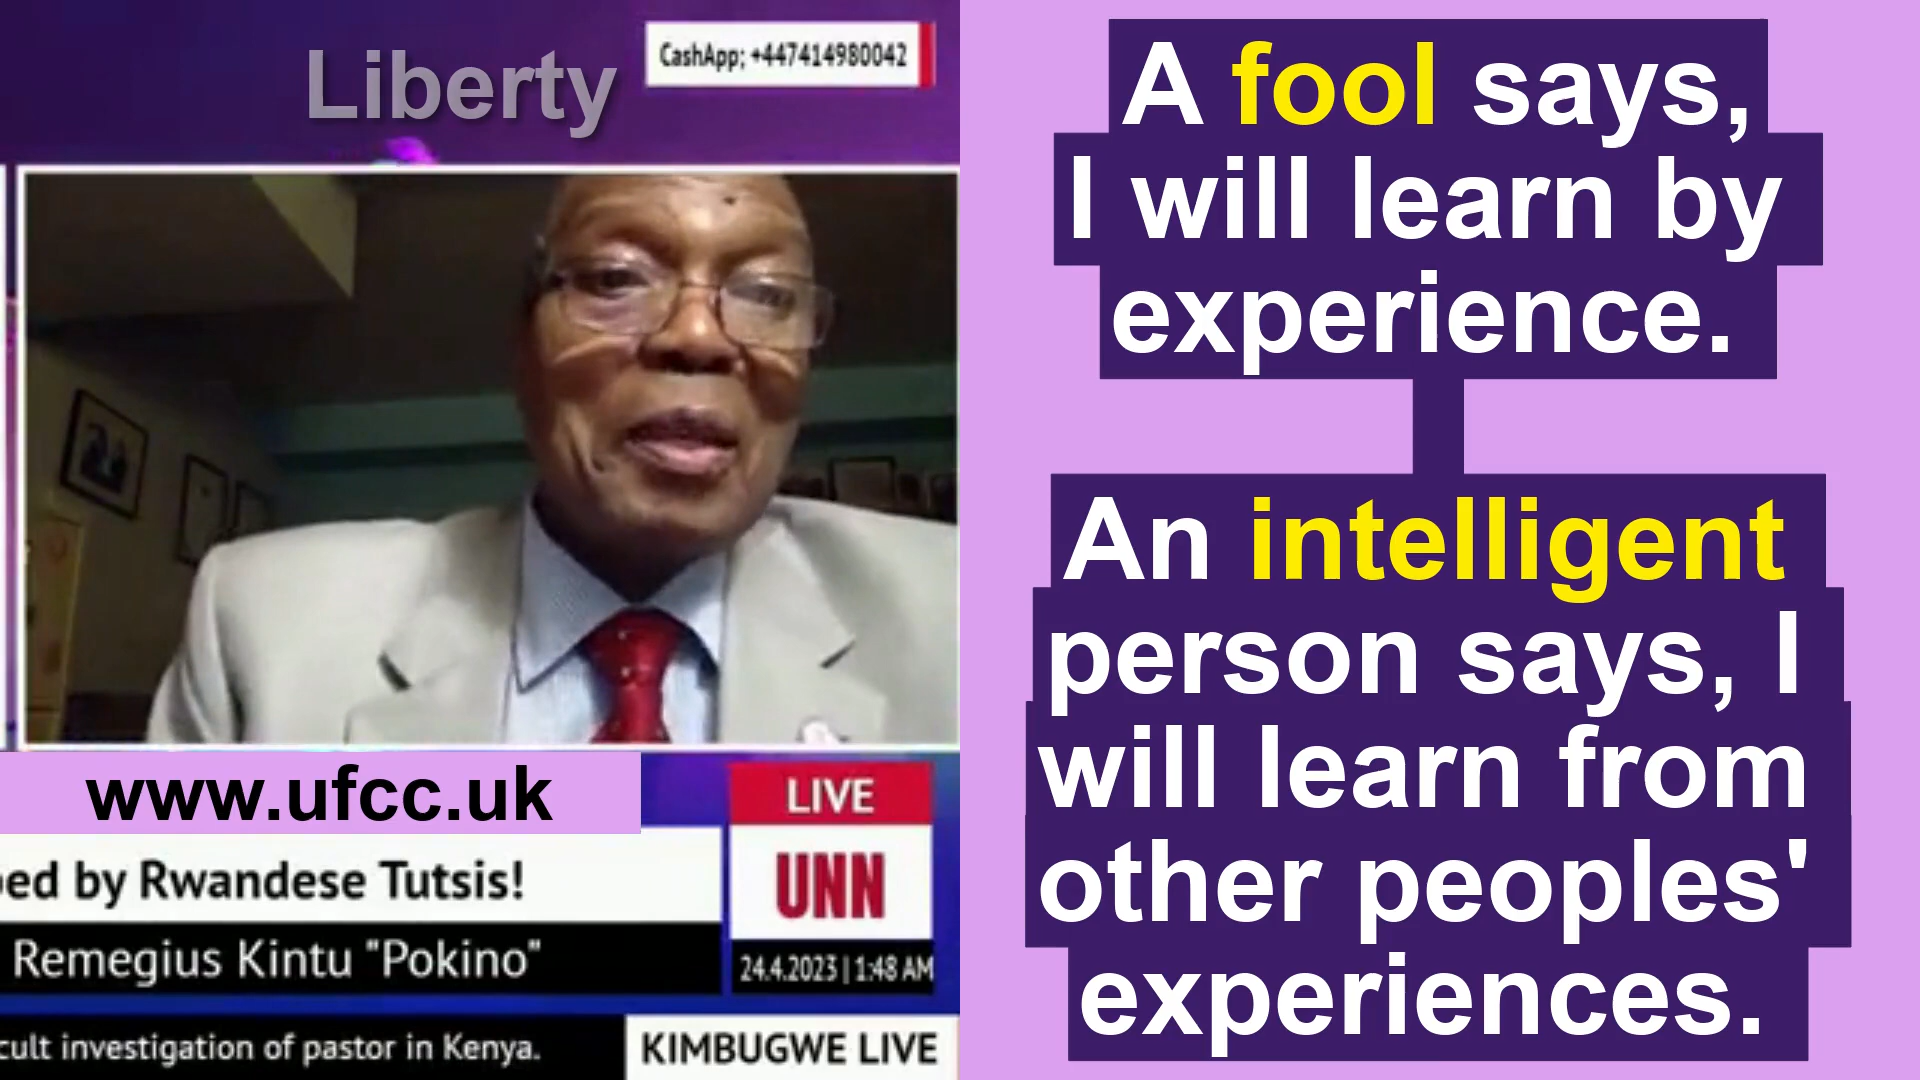 Liberty
CashApp; +447414980042
www.ufcc.uk
by Rwandese Tutsis!
Remegius Kintu "Pokino"
LIVE
UNN
24.4.2023 | 1:48 AM
cult investigation of pastor in Kenya.
KIMBUGWE LIVE
A fool says,
I will learn by
experience.
An intelligent
person says, I
will learn from
other peoples'
experiences.